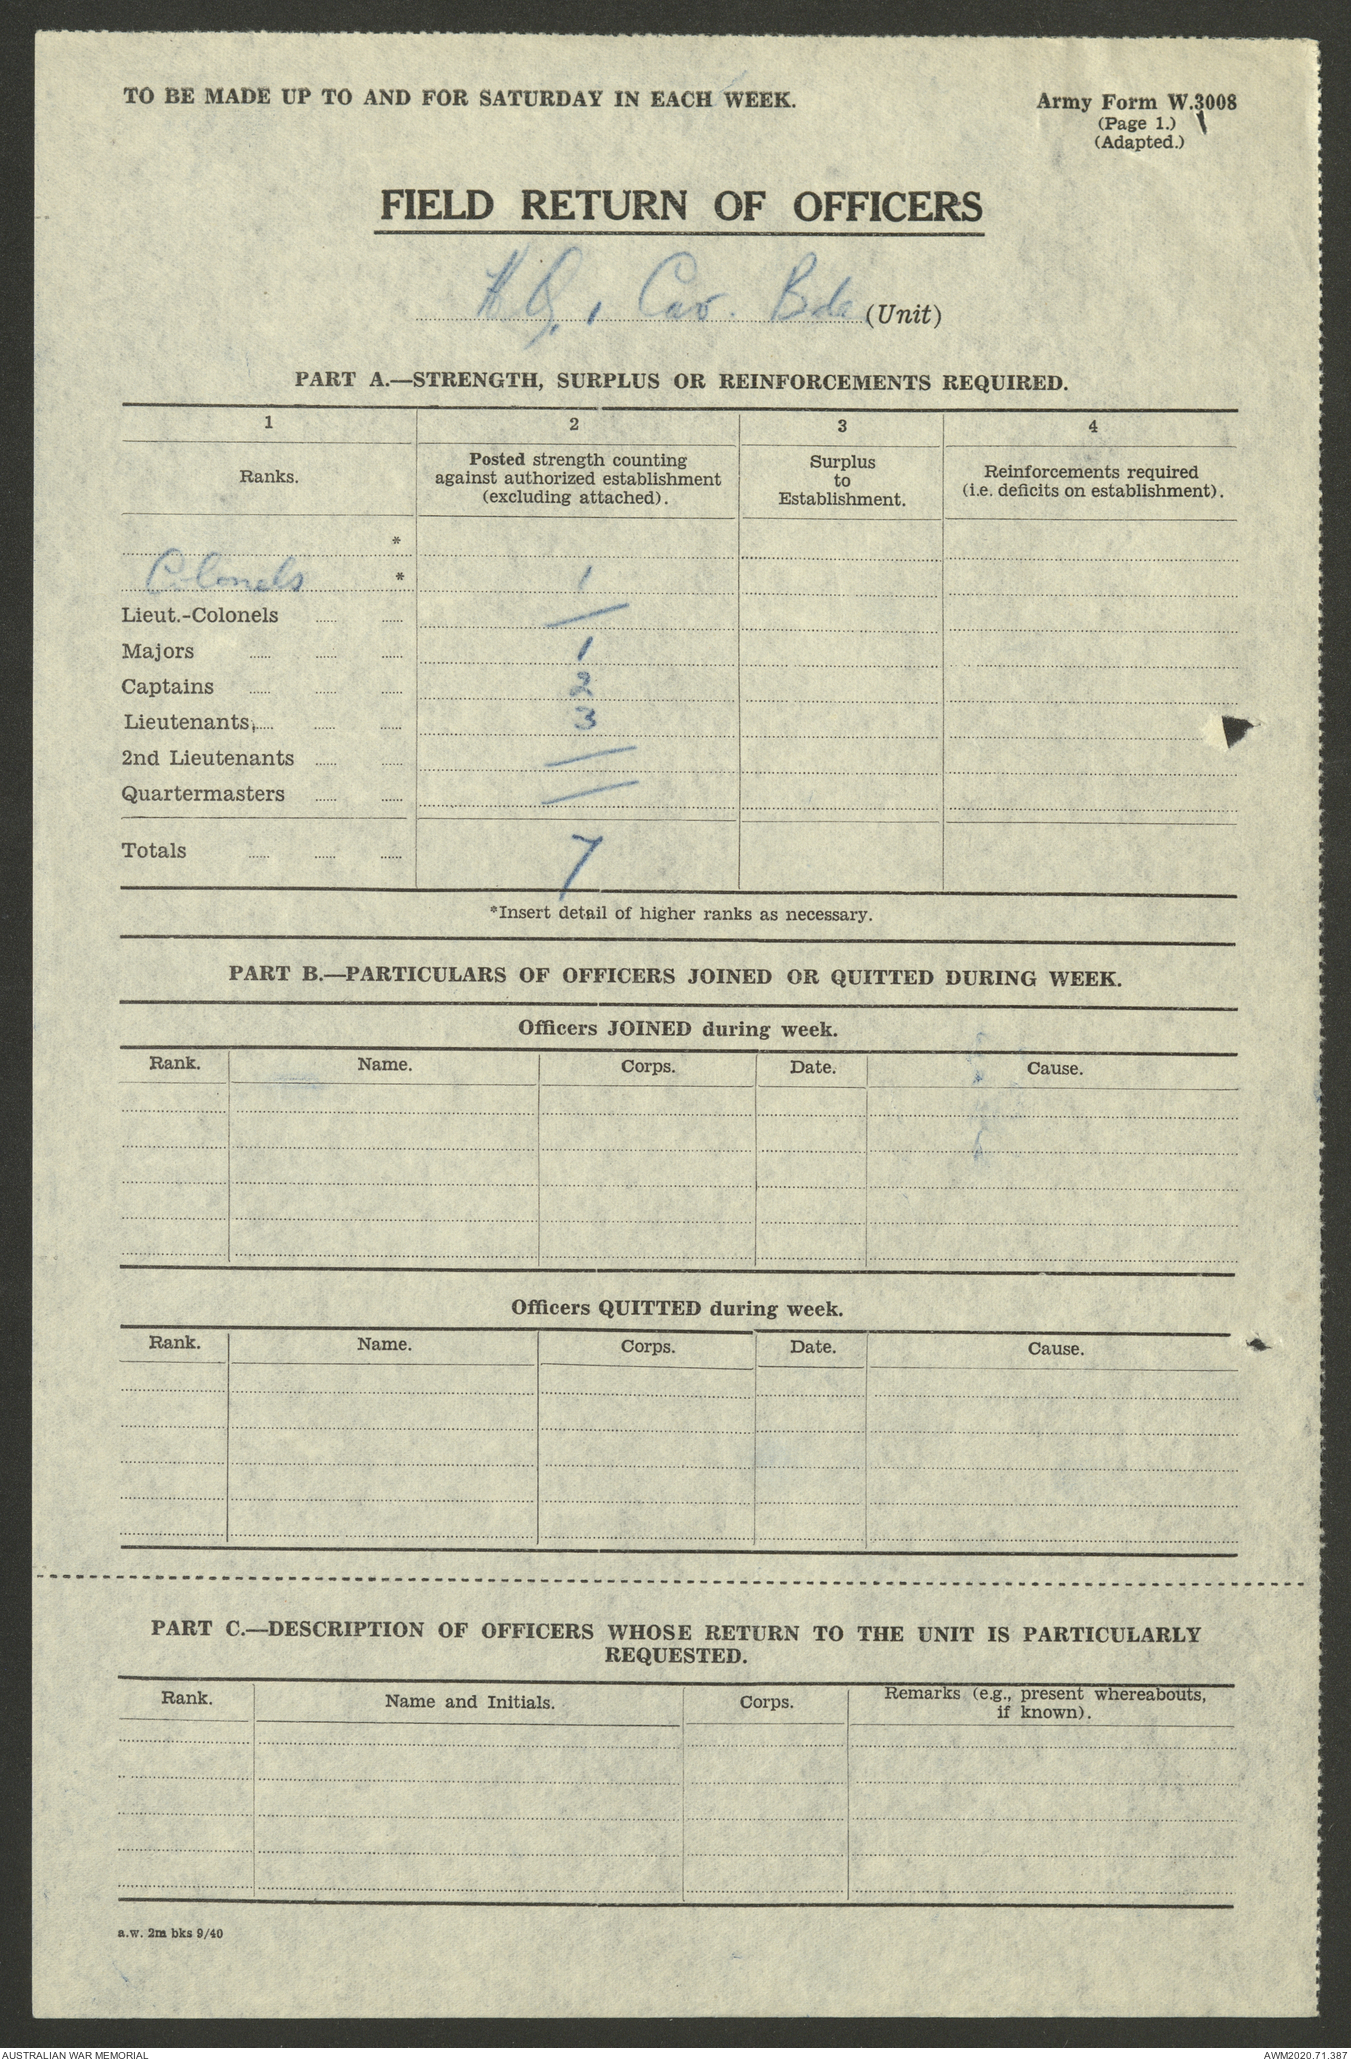 TO BE MADE UP TO AND FOR SATURDAY IN EACH WEEK.
Army Form W.3008
(Page 1.)
(Adapted.)
FIELD RETURN OF OFFICERS
H Q, Cav. Bde (Unit)
PART A.—STRENGTH, SURPLUS OR REINFORCEMENTS REQUIRED.
1 2 3 4
Ranks. Posted strength counting against authorized establishment (excluding attached). Surplus to Establishment. Reinforcements required (i.e. deficits on establishment).
*
Colonels * 1
Lieut.-Colonels ...... ...... /
Majors ...... ...... ...... 1
Captains ...... ...... ...... 2
Lieutenants, ...... ...... ...... 3
2nd Lieutenants ...... ...... /
Quartermasters ...... ...... /
Totals ...... ...... ...... 7
*Insert detail of higher ranks as necessary.
PART B.—PARTICULARS OF OFFICERS JOINED OR QUITTED DURING WEEK.
Officers JOINED during week.
Rank. Name. Corps. Date. Cause.
Officers QUITTED during week.
Rank. Name. Corps. Date. Cause.
PART C.—DESCRIPTION OF OFFICERS WHOSE RETURN TO THE UNIT IS PARTICULARLY
REQUESTED.
Rank. Name and Initials. Corps. Remarks (e.g., present whereabouts, if known).
a.w. 2m bks 9/40
AUSTRALIAN WAR MEMORIAL AWM2020.71.387